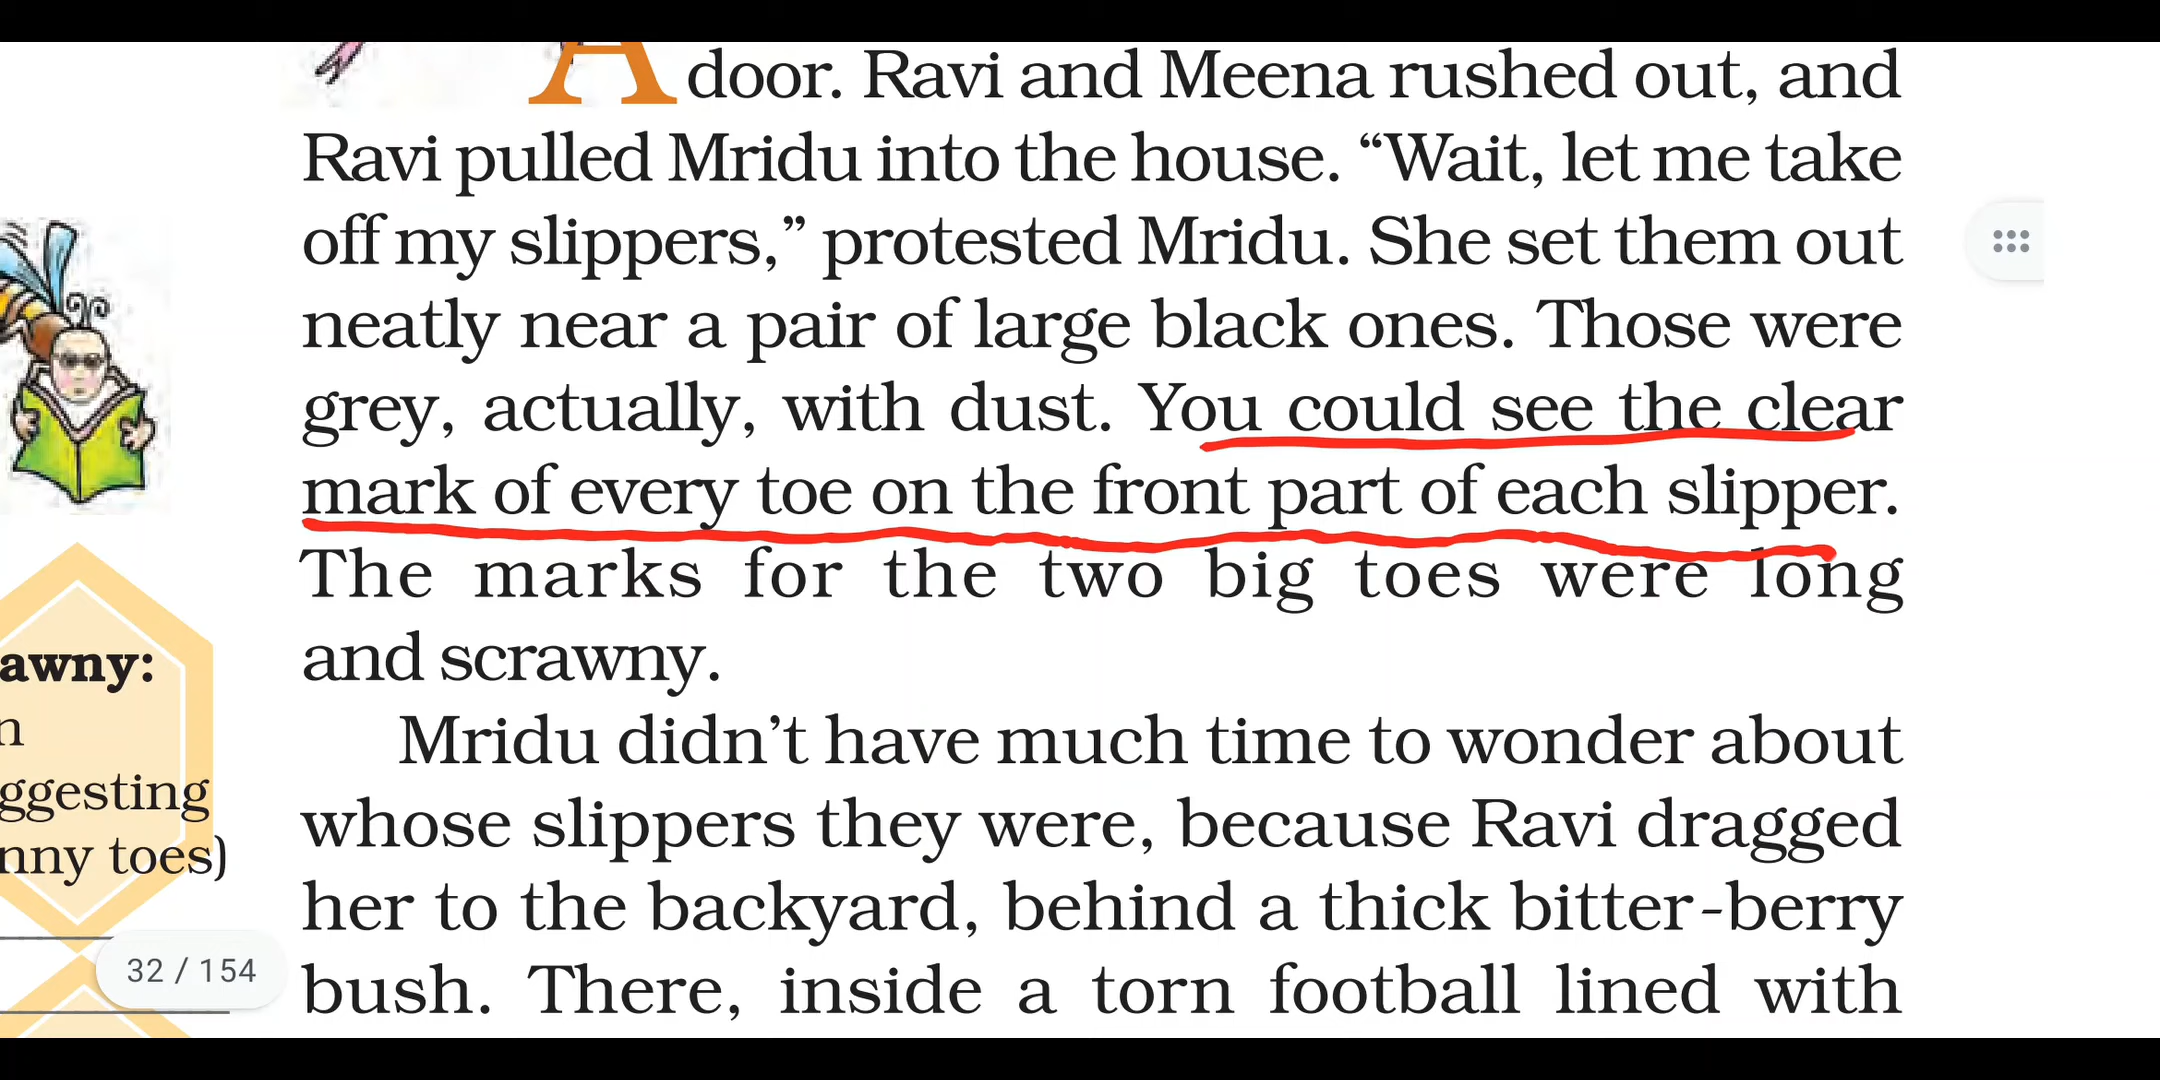 A door. Ravi and Meena rushed out, and
Ravi pulled Mridu into the house. “Wait, let me take
off my slippers,” protested Mridu. She set them out
neatly near a pair of large black ones. Those were
grey, actually, with dust. You could see the clear
mark of every toe on the front part of each slipper.
The marks for the two big toes were long
and scrawny.
Mridu didn’t have much time to wonder about
whose slippers they were, because Ravi dragged
her to the backyard, behind a thick bitter-berry
bush. There, inside a torn football lined with
awny:
n
ggesting
nny toes)
32 / 154